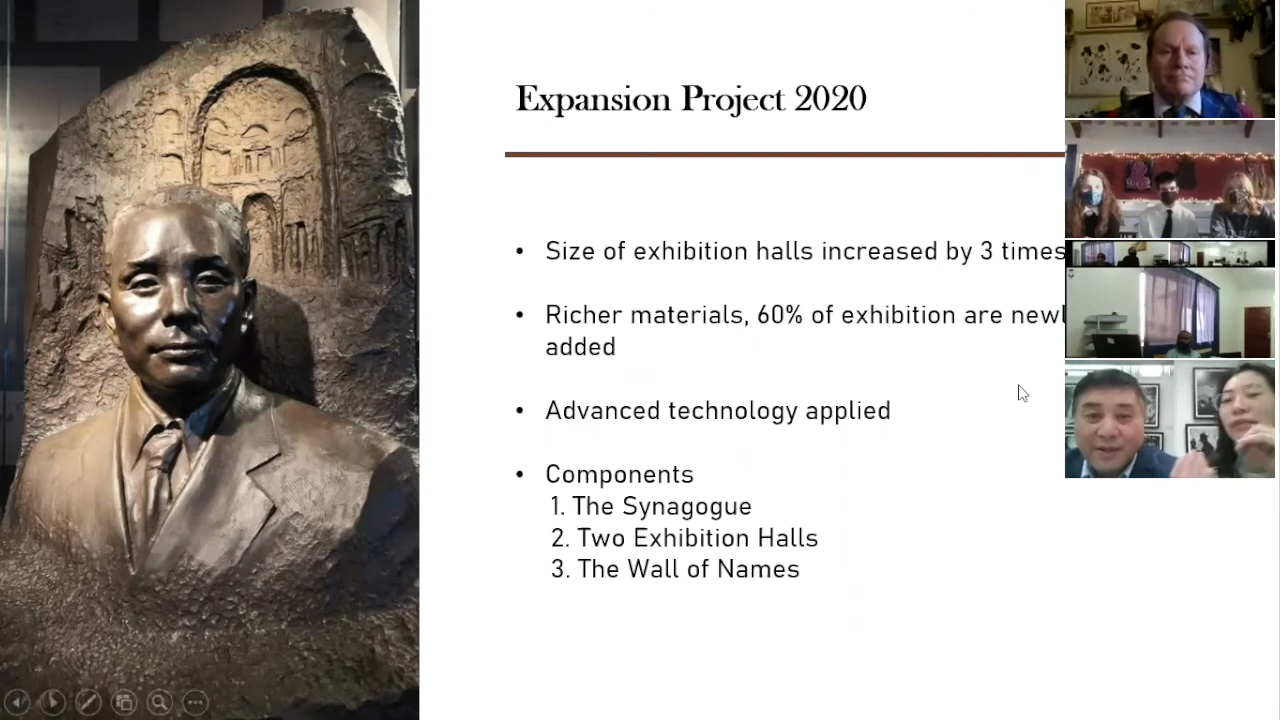 Expansion Project 2020
• Size of exhibition halls increased by 3 times
• Richer materials, 60% of exhibition are newl
added
• Advanced technology applied
• Components
1. The Synagogue
2. Two Exhibition Halls
3. The Wall of Names